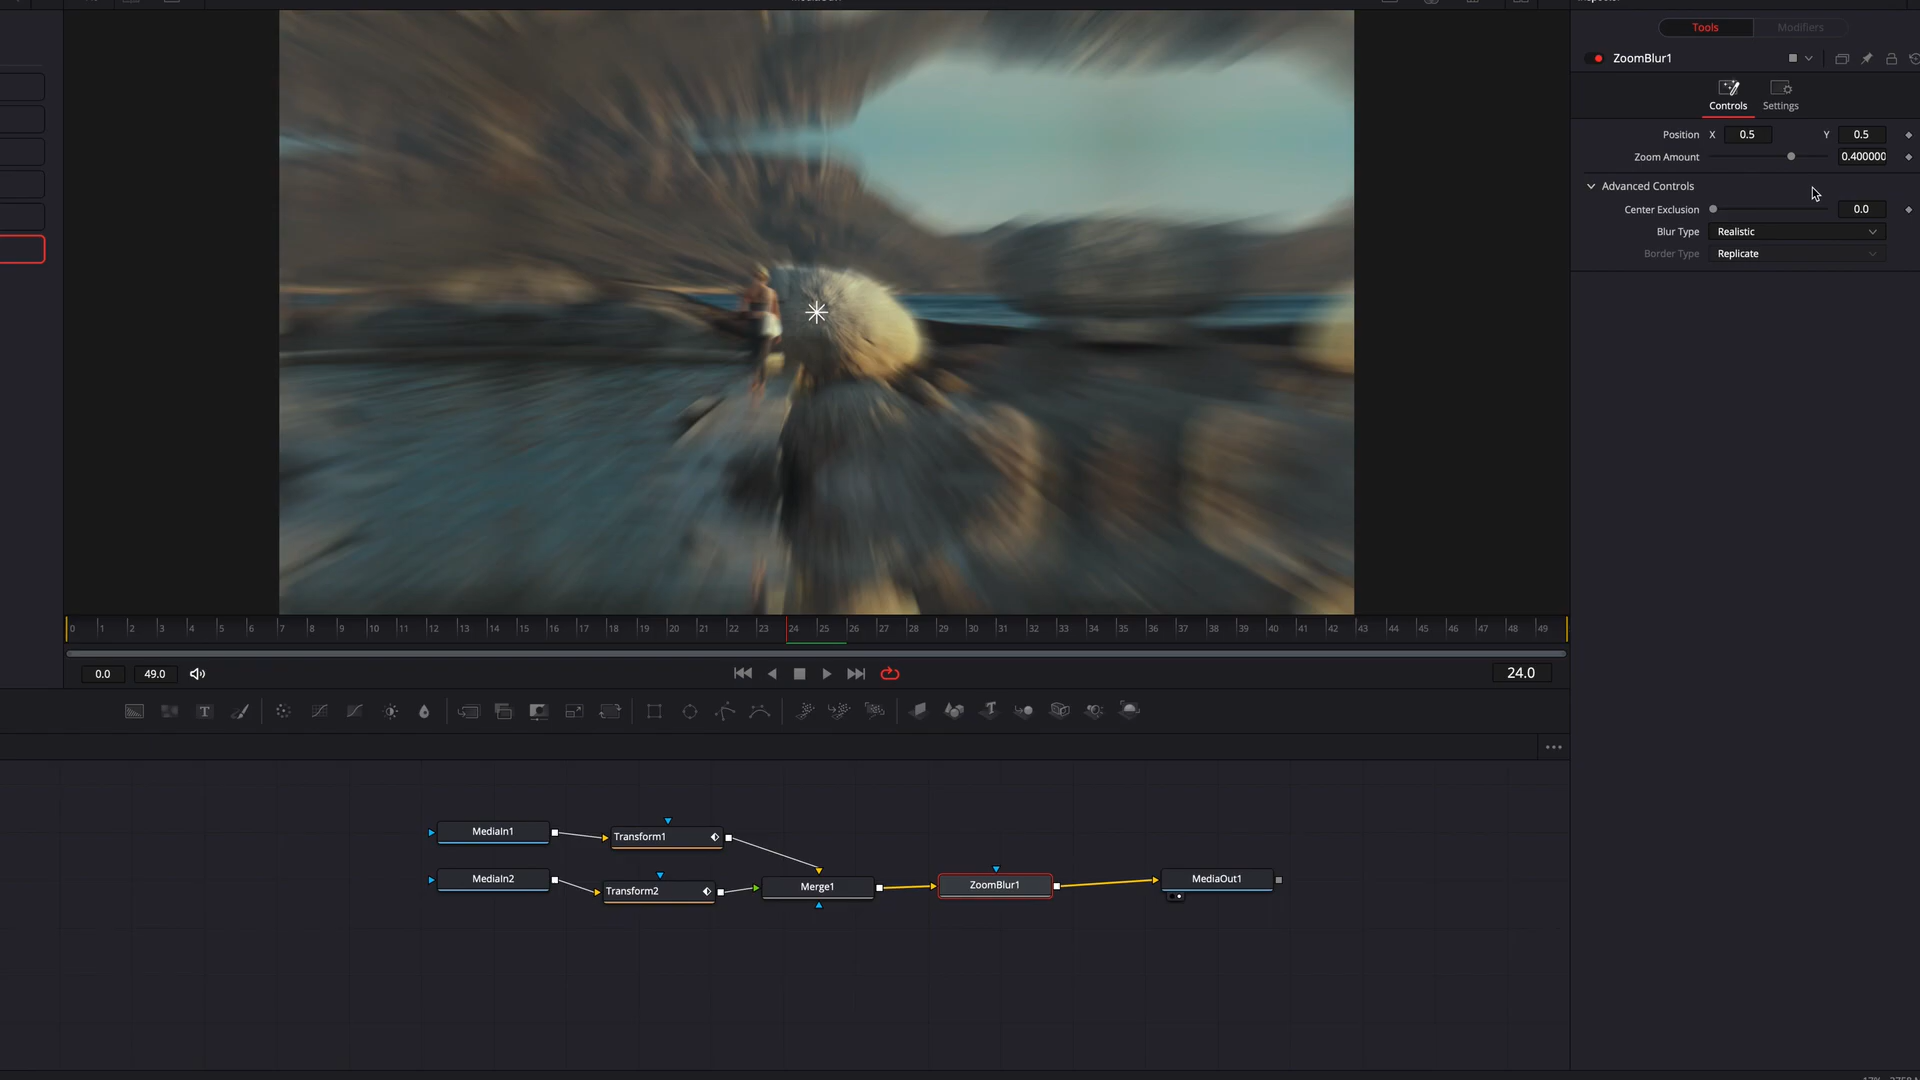 Tools
Modifiers
ZoomBlur1
Controls
Settings
Position X 0.5 Y 0.5
Zoom Amount 0.400000
Advanced Controls
Center Exclusion 0.0
Blur Type Realistic
Border Type Replicate
0 1 2 3 4 5 6 7 8 9 10 11 12 13 14 15 16 17 18 19 20 21 22 23 24 25 26 27 28 29 30 31 32 33 34 35 36 37 38 39 40 41 42 43 44 45 46 47 48 49
0.0 49.0 24.0
T
MediaIn1
Transform1
MediaIn2
Transform2
Merge1
ZoomBlur1
MediaOut1